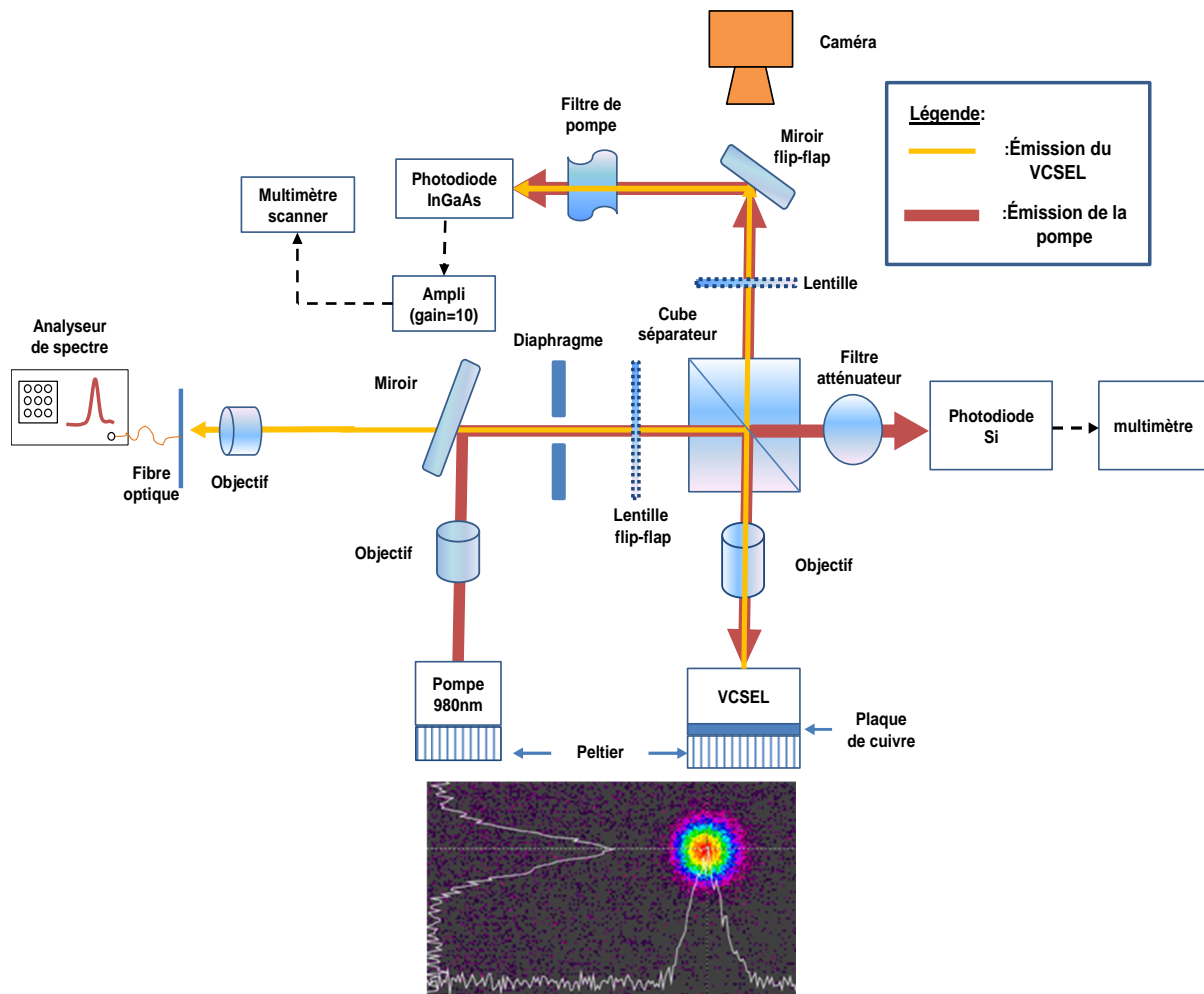 Caméra
Légende:
:Émission du
VCSEL
:Émission de la
pompe
Filtre de
pompe
Miroir
flip-flap
Photodiode
InGaAs
Multimètre
scanner
Ampli
(gain=10)
Lentille
Cube
séparateur
Analyseur
de spectre
Diaphragme
Miroir
Filtre
atténuateur
Photodiode
Si
multimètre
Fibre
optique
Objectif
Lentille
flip-flap
Objectif
Objectif
Pompe
980nm
VCSEL
Plaque
de cuivre
Peltier